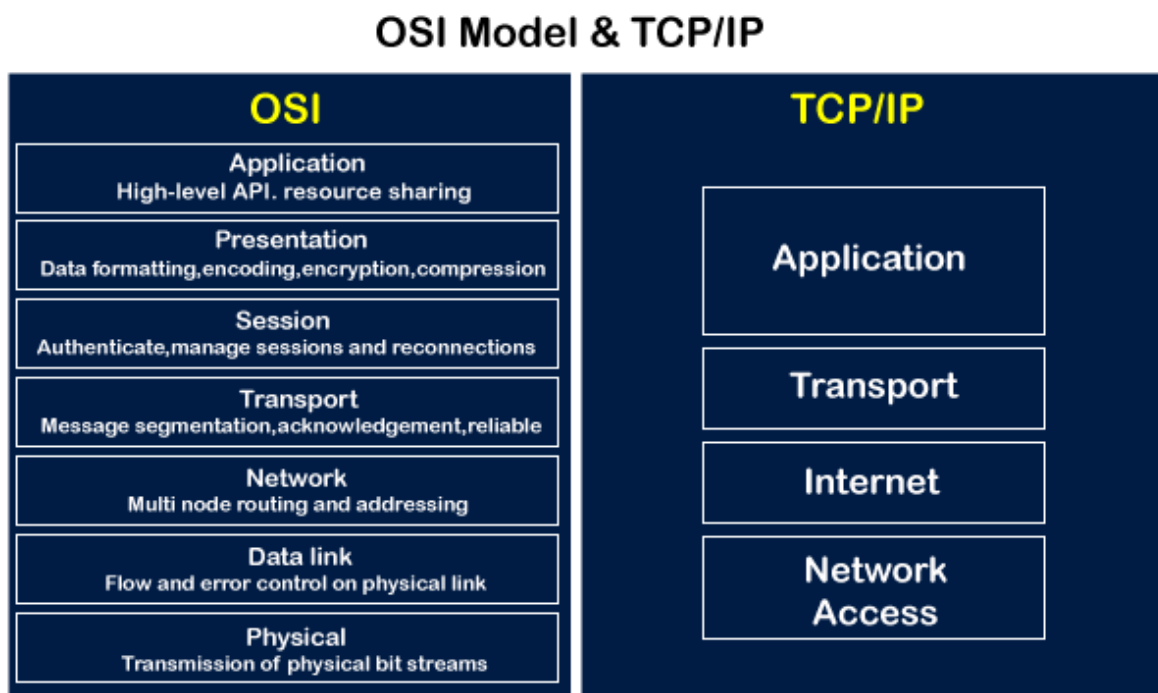 OSI Model & TCP/IP
OSI
Application
High-level API. resource sharing
Presentation
Data formatting,encoding,encryption,compression
Session
Authenticate,manage sessions and reconnections
Transport
Message segmentation,acknowledgement,reliable
Network
Multi node routing and addressing
Data link
Flow and error control on physical link
Physical
Transmission of physical bit streams
TCP/IP
Application
Transport
Internet
Network
Access